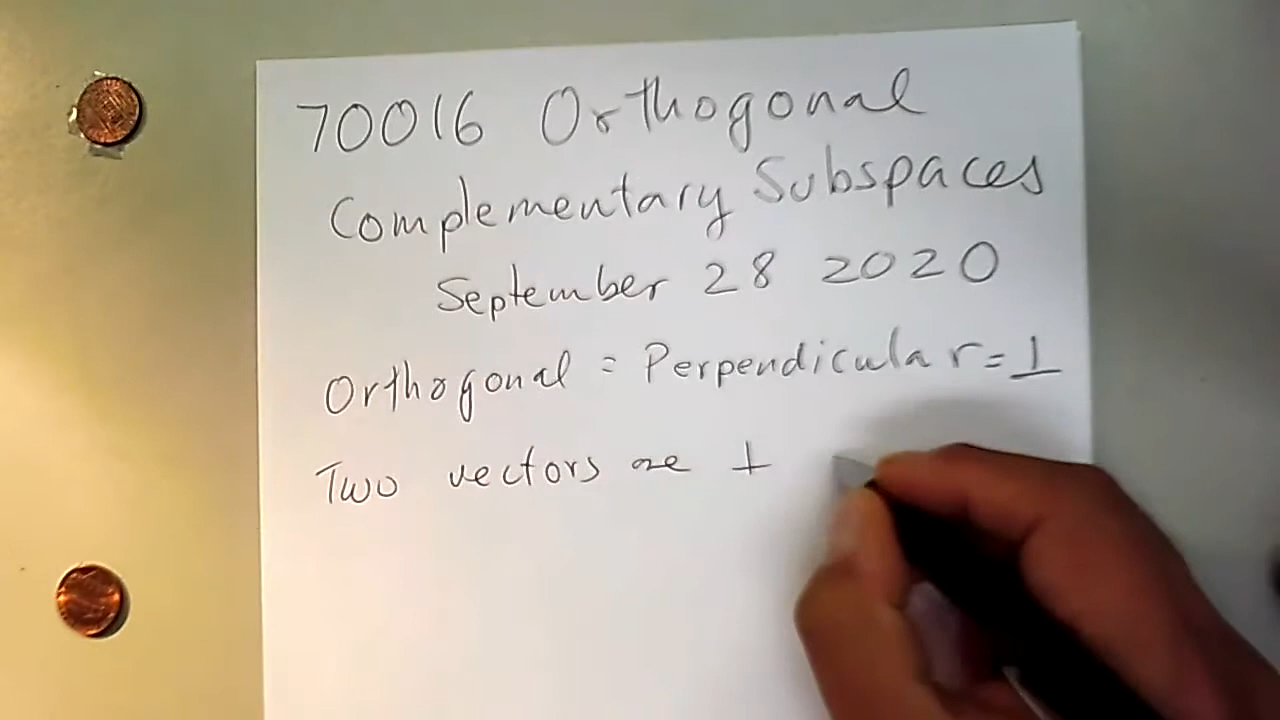 70016 Orthogonal
Complementary Subspaces
September 28 2020
Orthogonal = Perpendicular = ⊥
Two vectors are ⊥